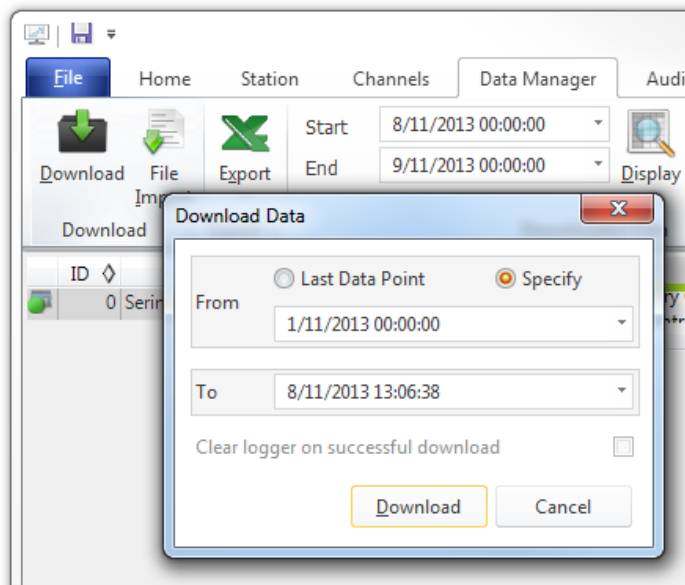 File Home Station Channels Data Manager
Start 8/11/2013 00:00:00
Download File Export End 9/11/2013 00:00:00 Display
Download
Download Data
ID
0
Last Data Point Specify
From
1/11/2013 00:00:00
To 8/11/2013 13:06:38
Clear logger on successful download
Download Cancel